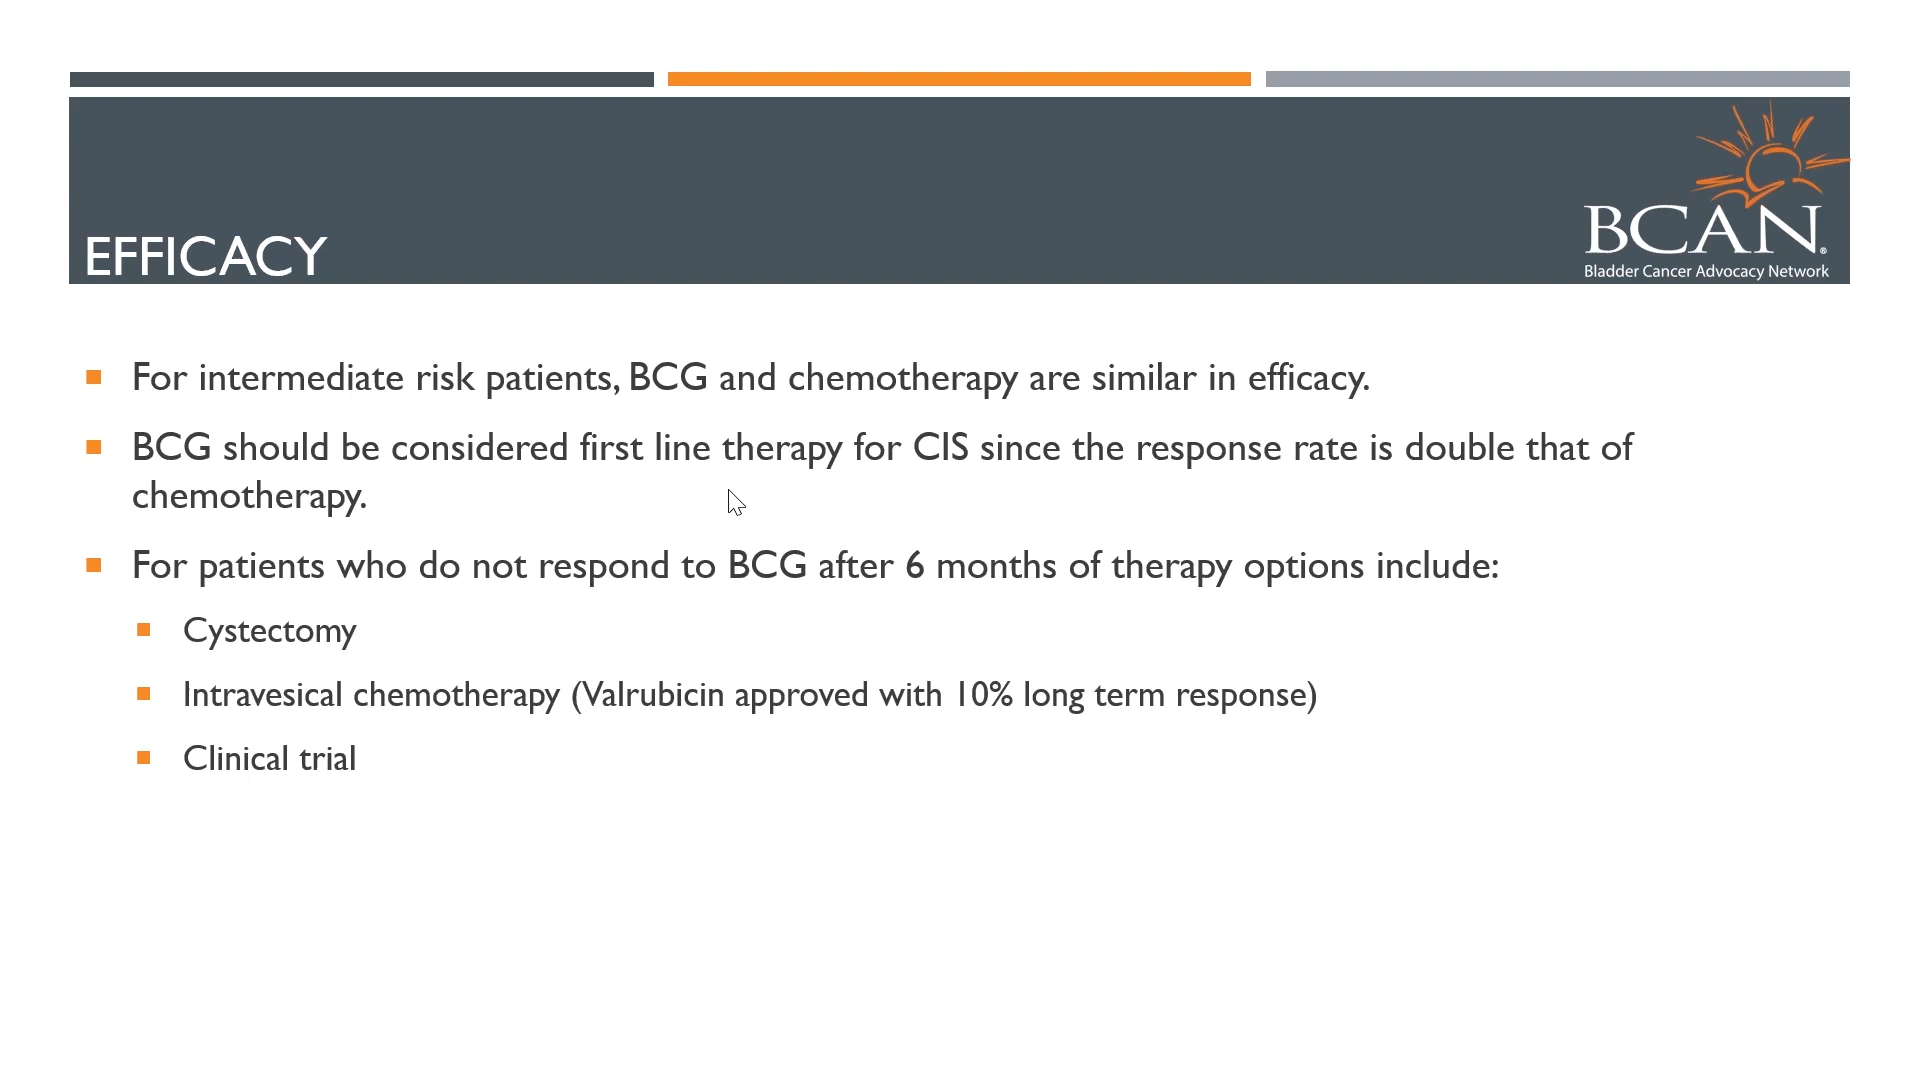 BCAN®
Bladder Cancer Advocacy Network
EFFICACY
For intermediate risk patients, BCG and chemotherapy are similar in efficacy.
BCG should be considered first line therapy for CIS since the response rate is double that of
chemotherapy.
For patients who do not respond to BCG after 6 months of therapy options include:
Cystectomy
Intravesical chemotherapy (Valrubicin approved with 10% long term response)
Clinical trial